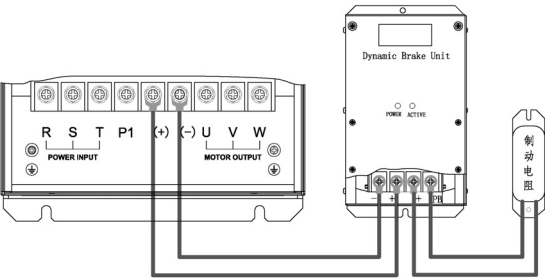 Dynamic Brake Unit
POWER ACTIVE
R S T P1 (+) (-) U V W
POWER INPUT MOTOR OUTPUT
- + + PB
制动电阻